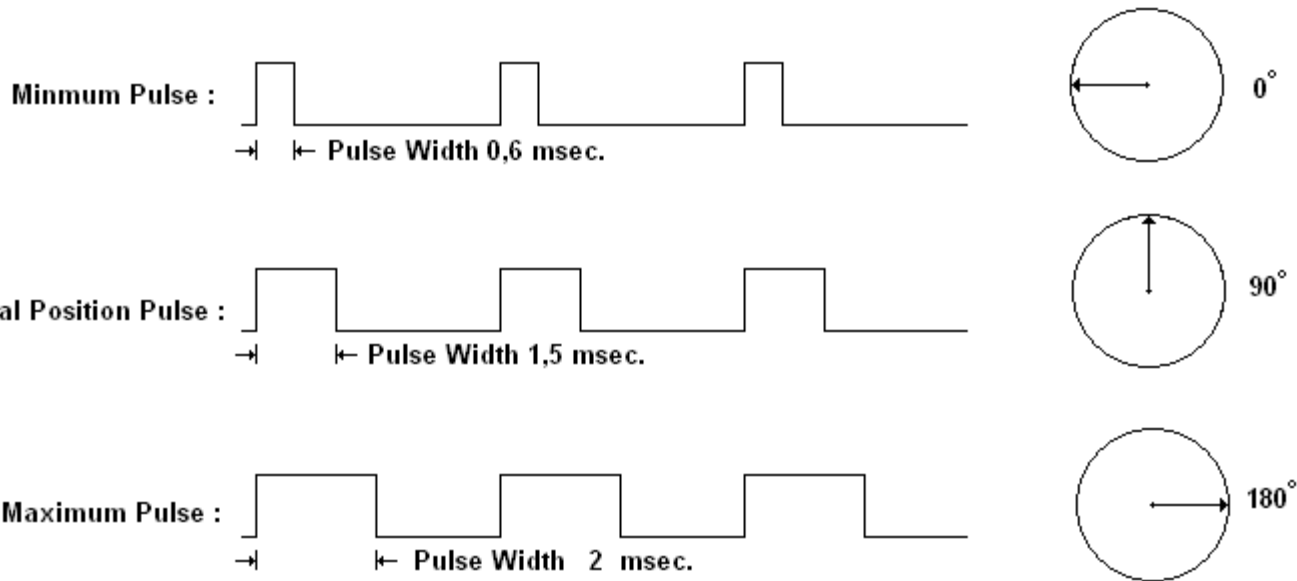 Minmum Pulse :
0°
Pulse Width 0,6 msec.
al Position Pulse :
90°
Pulse Width 1,5 msec.
Maximum Pulse :
180°
Pulse Width 2 msec.